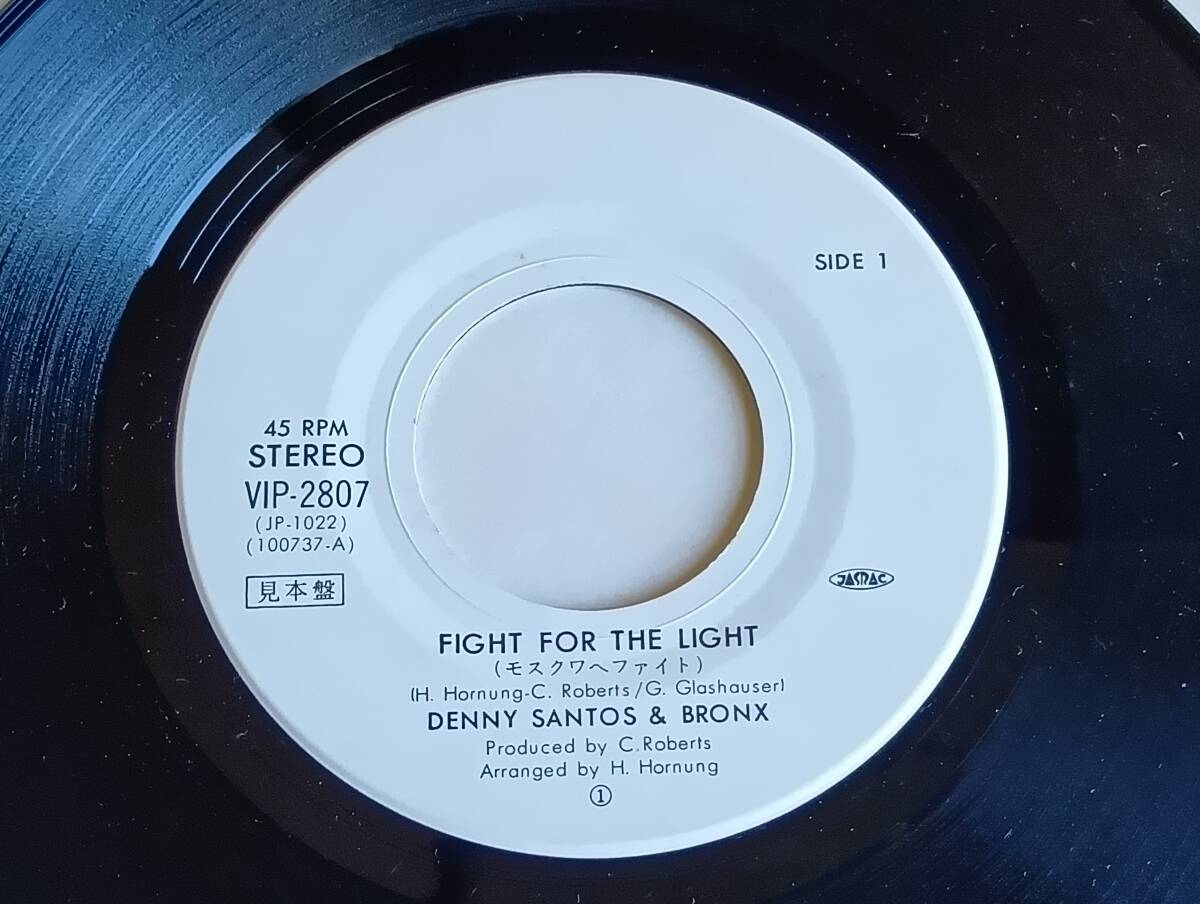 SIDE 1
45 RPM
STEREO
VIP-2807
(JP-1022)
(100737-A)
見本盤
JASRAC
FIGHT FOR THE LIGHT
(モスクワへファイト)
(H. Hornung-C. Roberts/G. Glashauser)
DENNY SANTOS & BRONX
Produced by C.Roberts
Arranged by H. Hornung
①